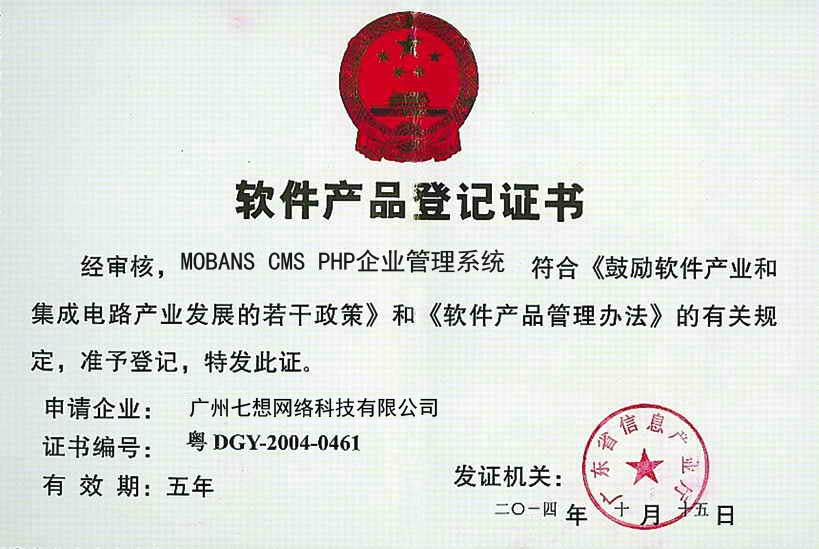 软件产品登记证书
经审核，MOBANS CMS PHP企业管理系统 符合《鼓励软件产业和
集成电路产业发展的若干政策》和《软件产品管理办法》的有关规
定，准予登记，特发此证。
申请企业：广州七想网络科技有限公司
证书编号：粤 DGY-2004-0461
有 效 期：五年
发证机关：
广东省信息产业厅
二〇一四 年 十 月 十五 日